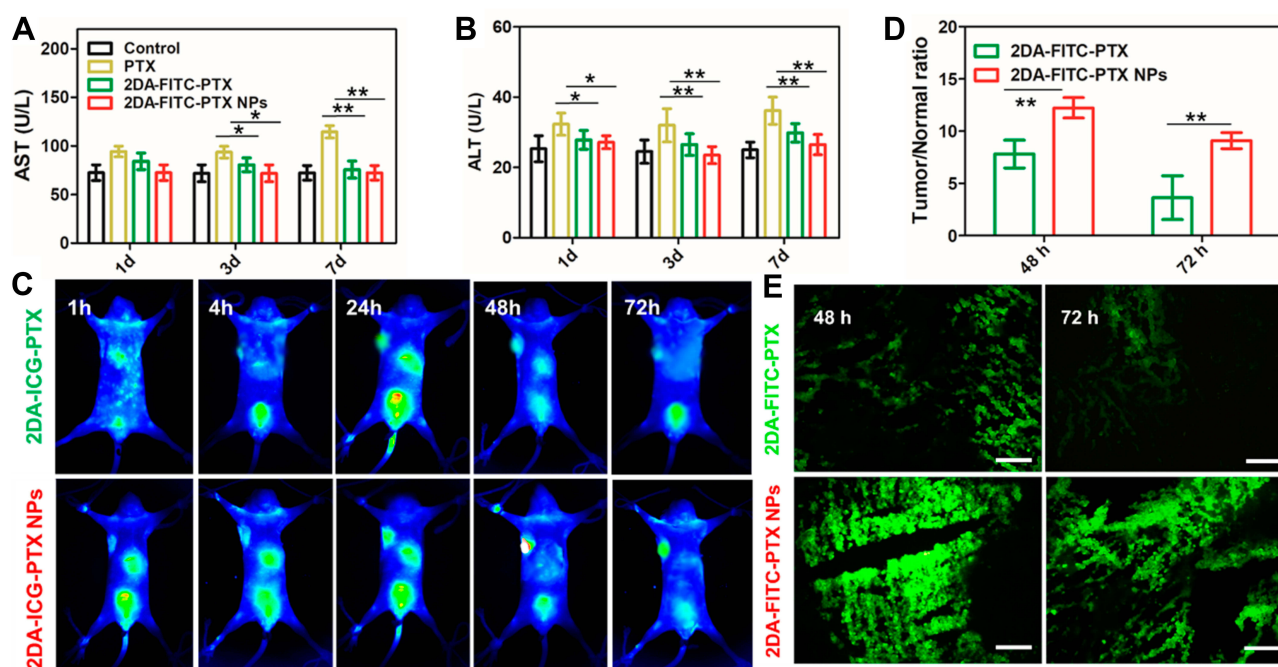 A
AST (U/L)
200
150
100
50
0
Control
PTX
2DA-FITC-PTX
2DA-FITC-PTX NPs
*
*
**
**
1d
3d
7d
B
ALT (U/L)
60
40
20
0
*
*
**
**
**
**
1d
3d
7d
D
Tumor/Normal ratio
20
15
10
5
0
2DA-FITC-PTX
2DA-FITC-PTX NPs
**
**
48 h
72 h
C
2DA-ICG-PTX
1h
4h
24h
48h
72h
2DA-ICG-PTX NPs
E
2DA-FITC-PTX
48 h
72 h
2DA-FITC-PTX NPs